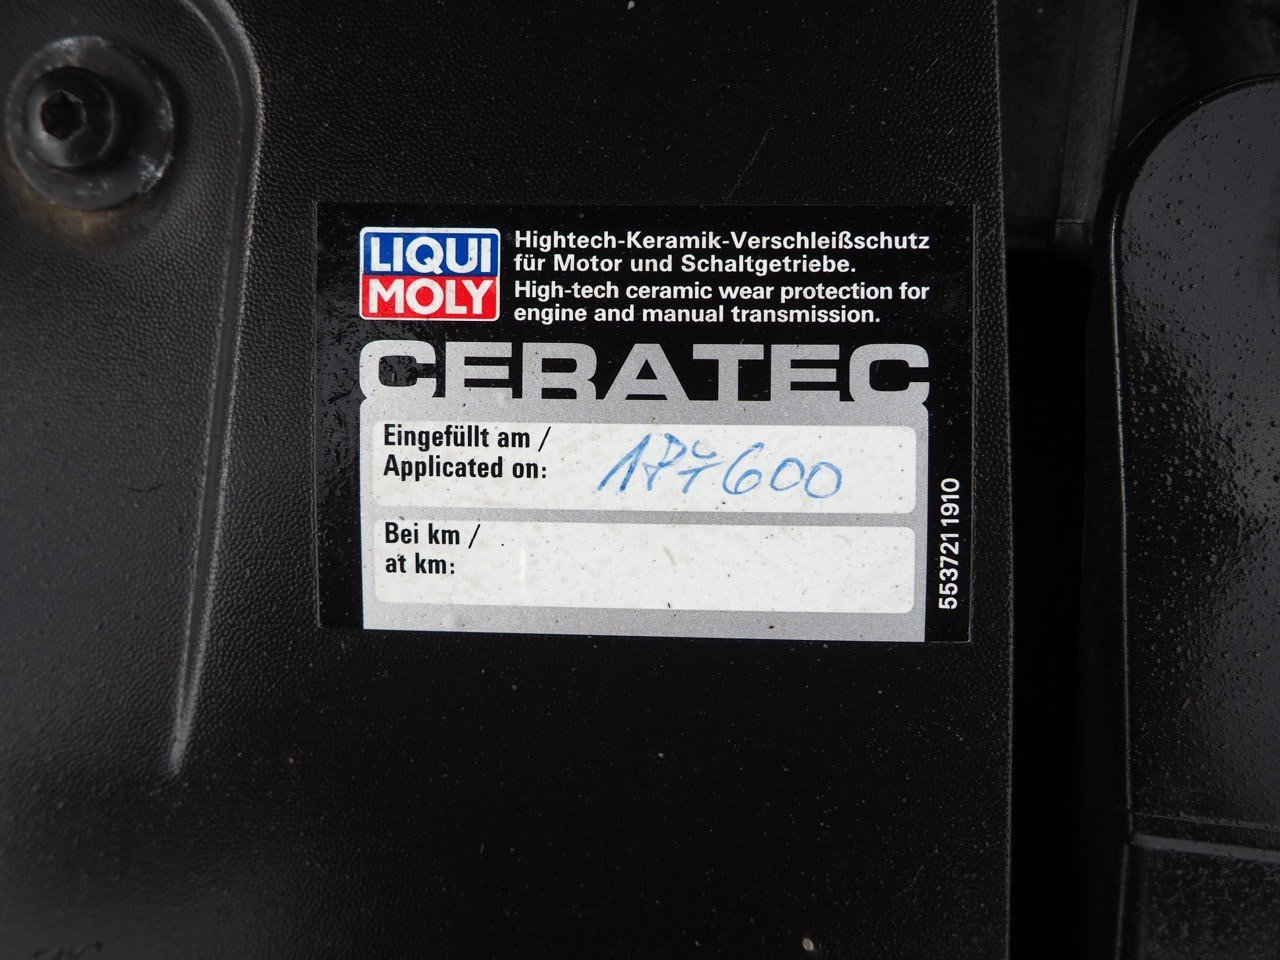 LIQUI
MOLY
Hightech-Keramik-Verschleißschutz
für Motor und Schaltgetriebe.
High-tech ceramic wear protection for
engine and manual transmission.
CERATEC
Eingefüllt am /
Applicated on:
Bei km /
at km:
5537211910